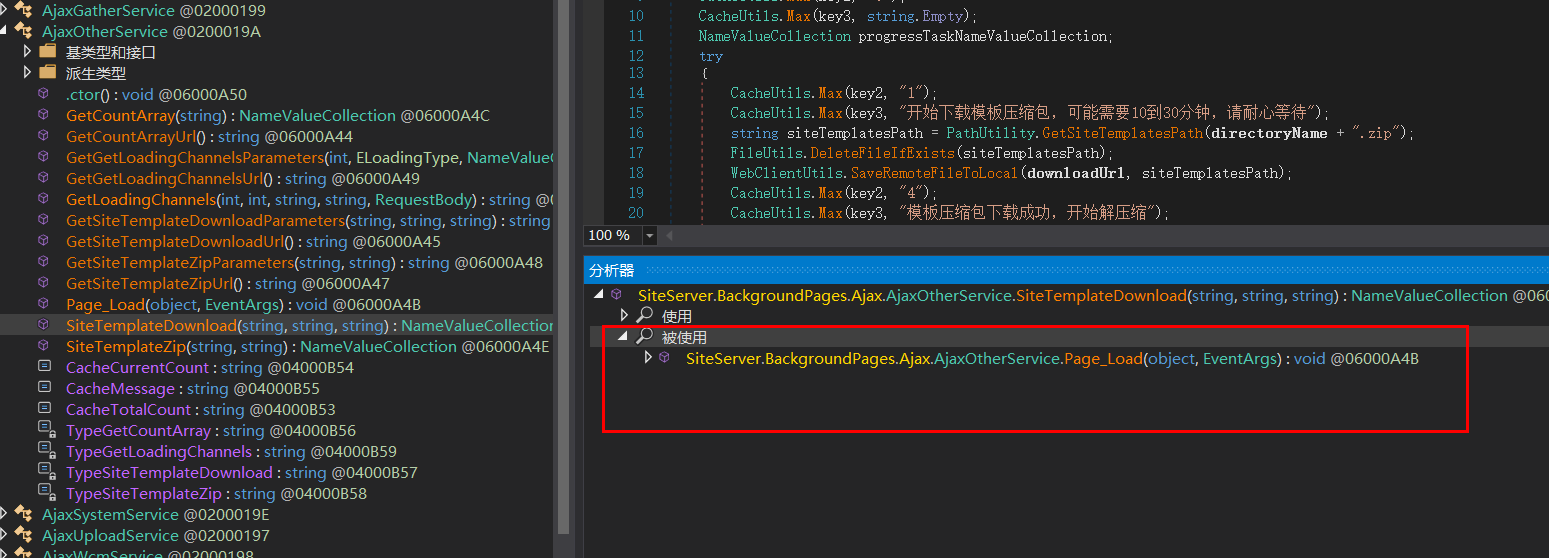 AjaxGatherService @02000199
AjaxOtherService @0200019A
基类型和接口
派生类型
.ctor() : void @06000A50
GetCountArray(string) : NameValueCollection @06000A4C
GetCountArrayUrl() : string @06000A44
GetGetLoadingChannelsParameters(int, ELoadingType, NameValueC
GetGetLoadingChannelsUrl() : string @06000A49
GetLoadingChannels(int, int, string, string, RequestBody) : string @0
GetSiteTemplateDownloadParameters(string, string, string) : string
GetSiteTemplateDownloadUrl() : string @06000A45
GetSiteTemplateZipParameters(string, string) : string @06000A48
GetSiteTemplateZipUrl() : string @06000A47
Page_Load(object, EventArgs) : void @06000A4B
SiteTemplateDownload(string, string, string) : NameValueCollection
SiteTemplateZip(string, string) : NameValueCollection @06000A4E
CacheCurrentCount : string @04000B54
CacheMessage : string @04000B55
CacheTotalCount : string @04000B53
TypeGetCountArray : string @04000B56
TypeGetLoadingChannels : string @04000B59
TypeSiteTemplateDownload : string @04000B57
TypeSiteTemplateZip : string @04000B58
AjaxSystemService @0200019E
AjaxUploadService @02000197
AjaxWcmService @02000198
10 CacheUtils.Max(key3, string.Empty);
11 NameValueCollection progressTaskNameValueCollection;
12 try
13 {
14 CacheUtils.Max(key2, "1");
15 CacheUtils.Max(key3, "开始下载模板压缩包，可能需要10到30分钟，请耐心等待");
16 string siteTemplatesPath = PathUtility.GetSiteTemplatesPath(directoryName + ".zip");
17 FileUtils.DeleteFileIfExists(siteTemplatesPath);
18 WebClientUtils.SaveRemoteFileToLocal(downloadUrl, siteTemplatesPath);
19 CacheUtils.Max(key2, "4");
20 CacheUtils.Max(key3, "模板压缩包下载成功，开始解压缩");
100 %
分析器
SiteServer.BackgroundPages.Ajax.AjaxOtherService.SiteTemplateDownload(string, string, string) : NameValueCollection @06
使用
被使用
SiteServer.BackgroundPages.Ajax.AjaxOtherService.Page_Load(object, EventArgs) : void @06000A4B